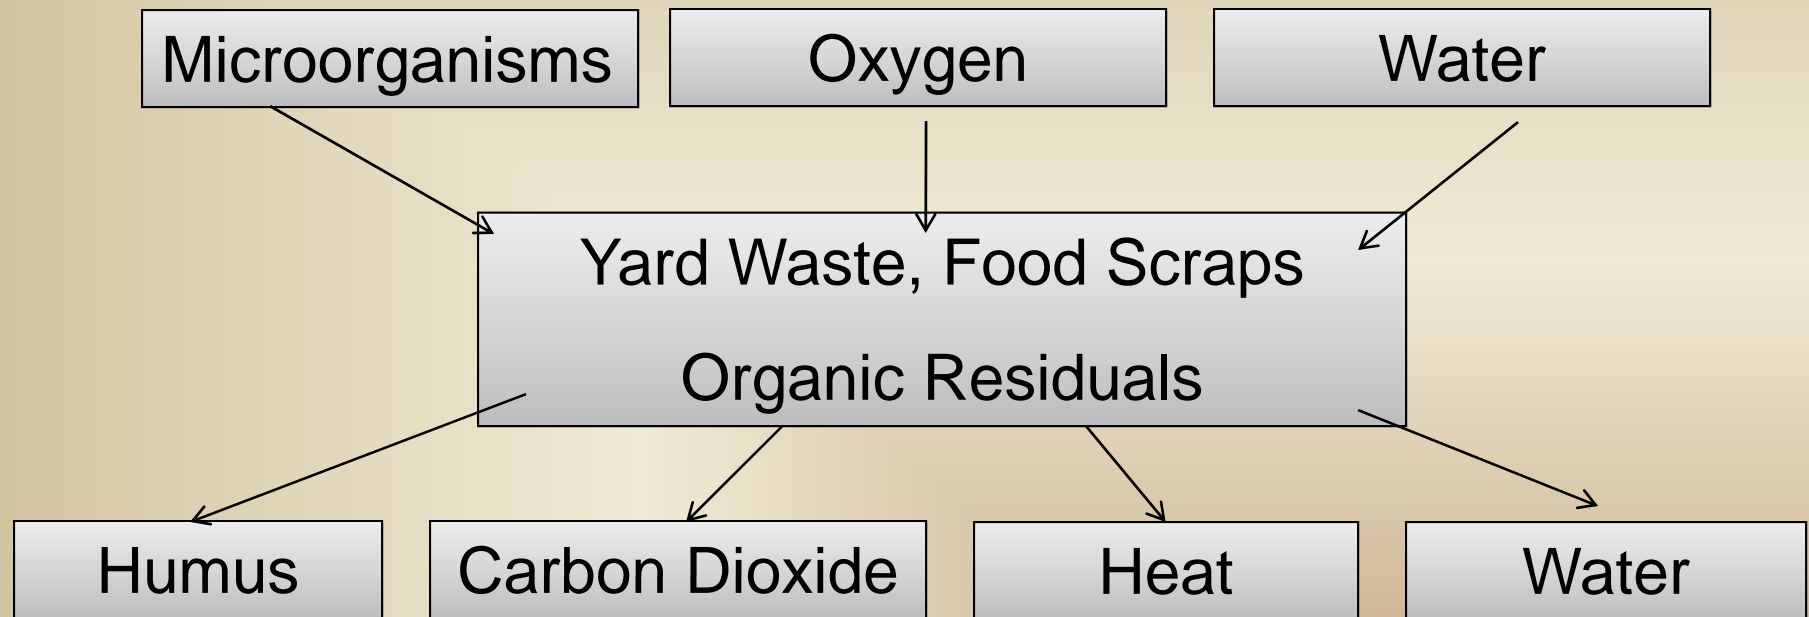 Microorganisms
Oxygen
Water
Yard Waste, Food Scraps
Organic Residuals
Humus
Carbon Dioxide
Heat
Water